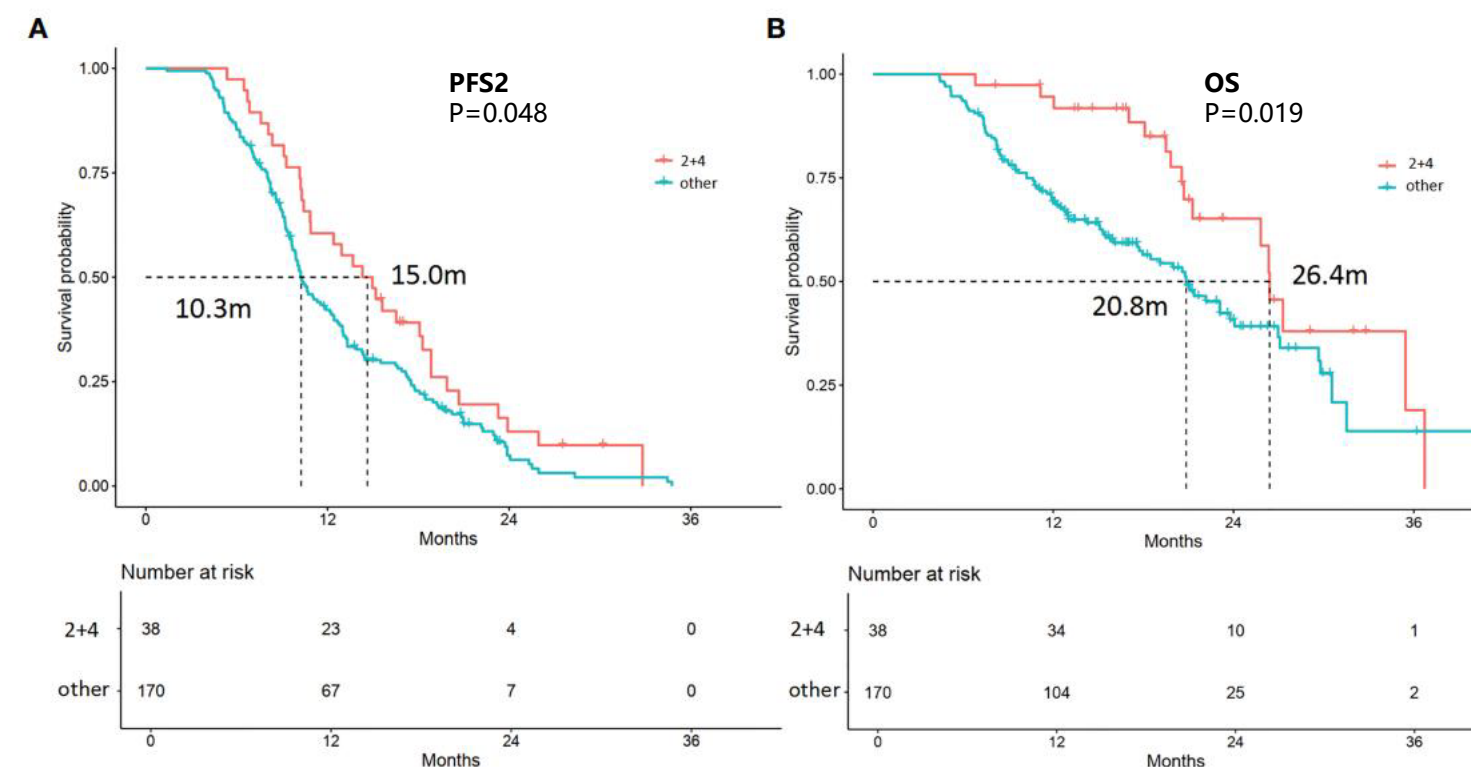 A
PFS2
P=0.048
2+4
other
Survival probability
1.00
0.75
0.50
0.25
0.00
15.0m
10.3m
0 12 24 36
Months
Number at risk
2+4 38 23 4 0
other 170 67 7 0
0 12 24 36
Months
B
OS
P=0.019
2+4
other
Survival probability
1.00
0.75
0.50
0.25
0.00
26.4m
20.8m
0 12 24 36
Months
Number at risk
2+4 38 34 10 1
other 170 104 25 2
0 12 24 36
Months